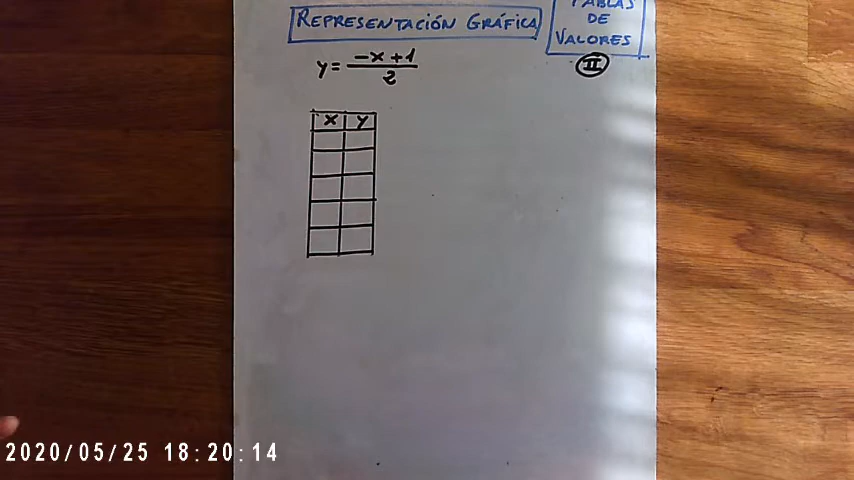 REPRESENTACIÓN GRÁFICA
TABLAS
DE
VALORES
II
y = -x+1
2
x y
2020/05/25 18:20:14